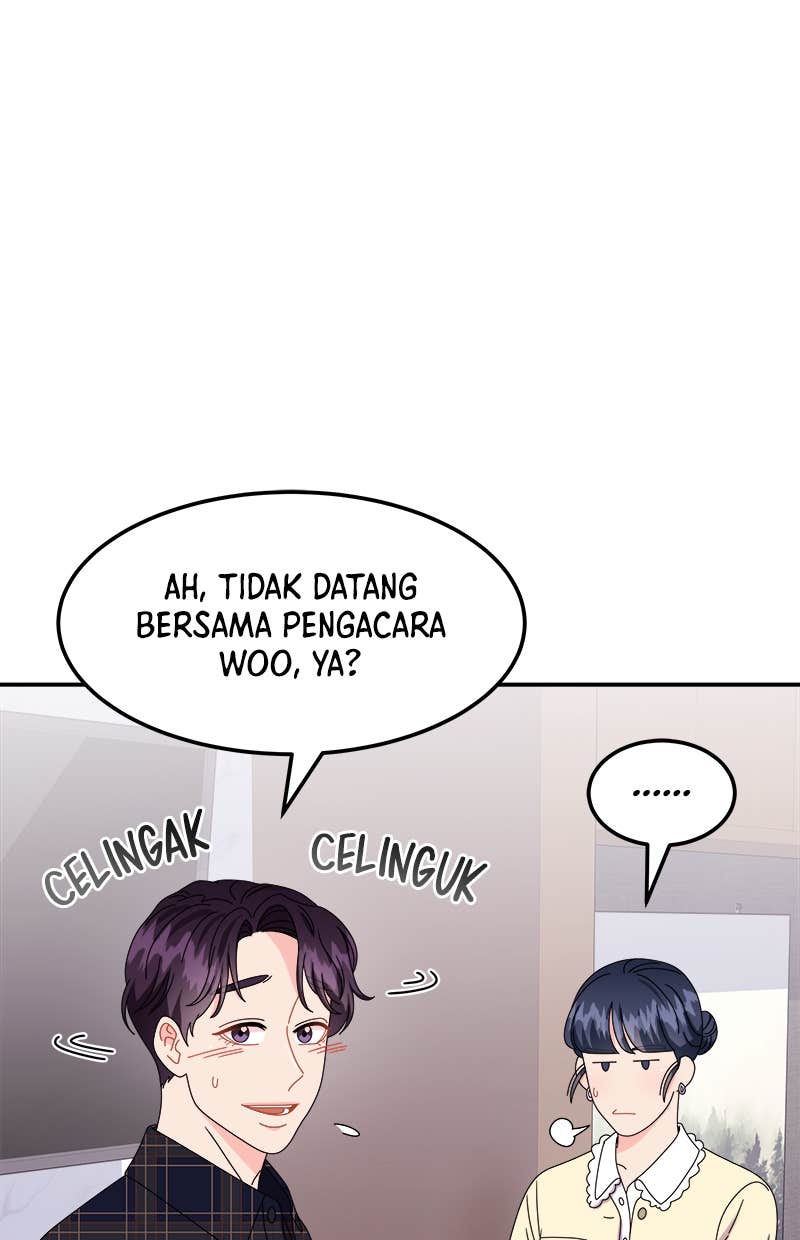 AH, TIDAK DATANG
BERSAMA PENGACARA
WOO, YA?
......
CELINGAK
CELINGUK